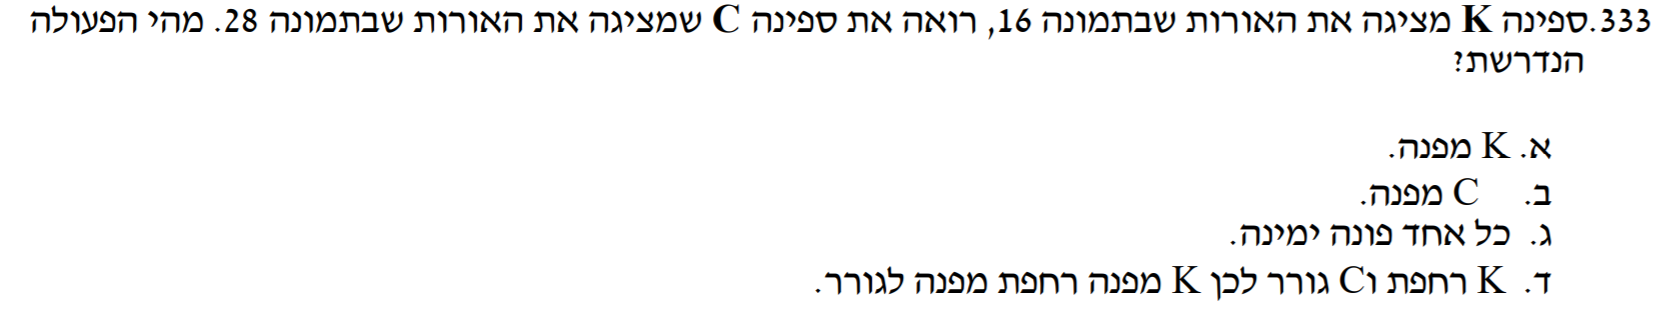 333.ספינה K מציגה את האורות שבתמונה 16, רואה את ספינה C שמציגה את האורות שבתמונה 28. מהי הפעולה
הנדרשת?
א. K מפנה.
ב. C מפנה.
ג. כל אחד פונה ימינה.
ד. K רחפת וC גורר לכן K מפנה רחפת מפנה לגורר.